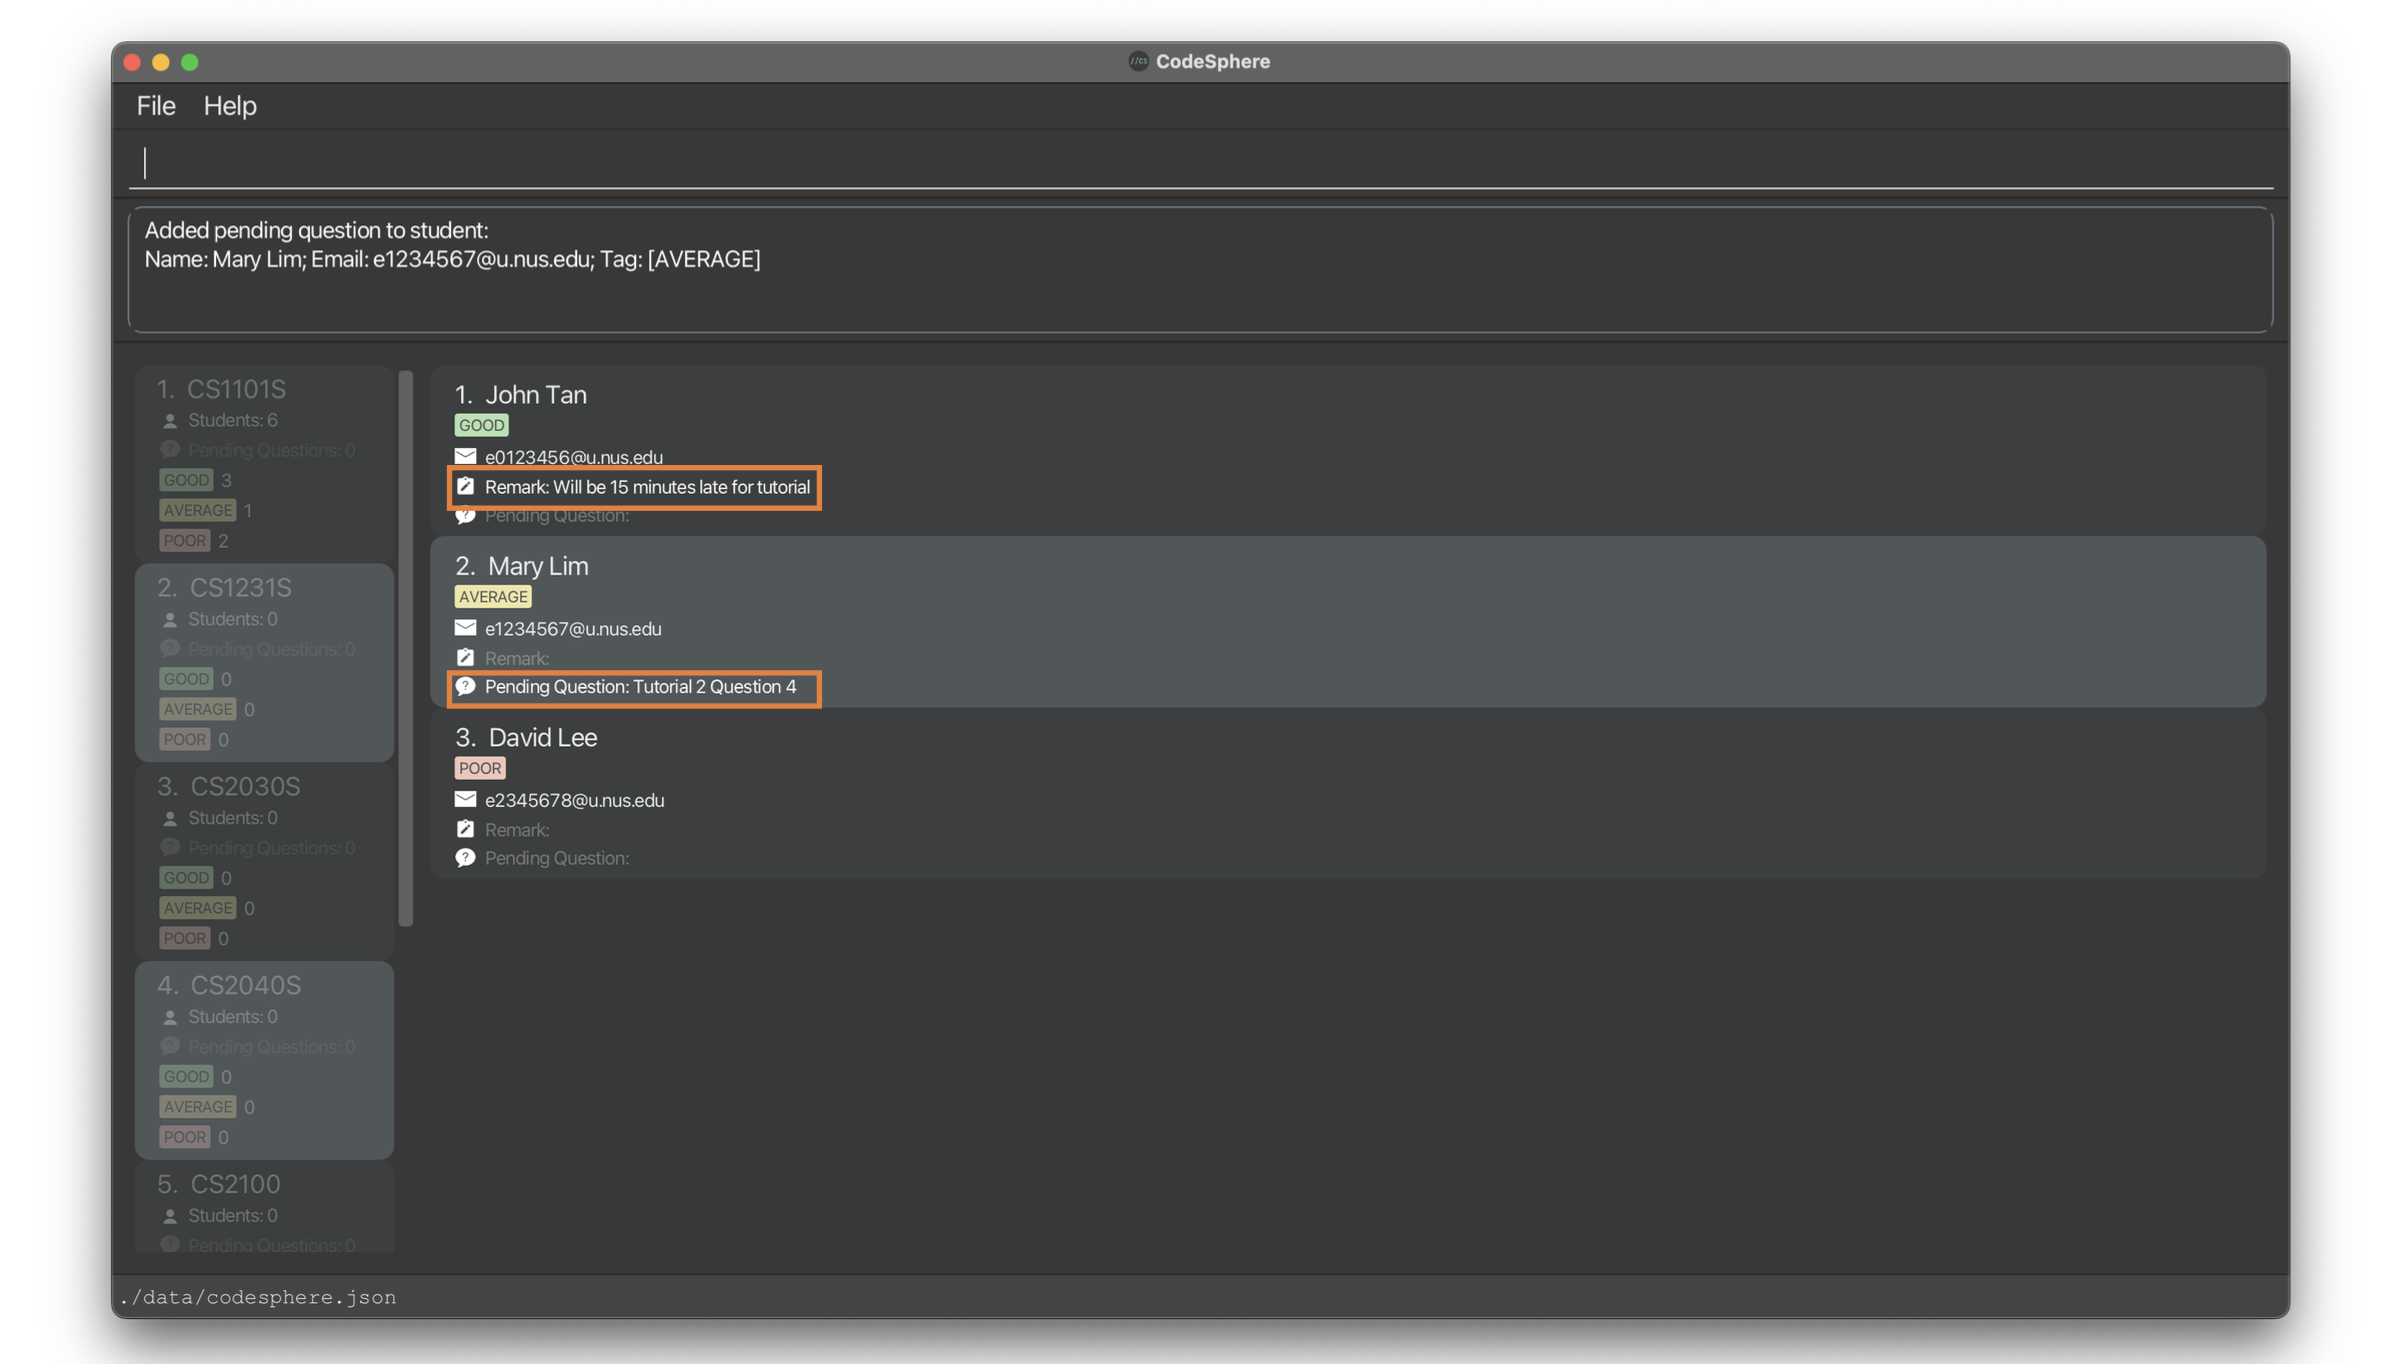 //CS CodeSphere
File Help
Added pending question to student:
Name: Mary Lim; Email: e1234567@u.nus.edu; Tag: [AVERAGE]
1. CS1101S
Students: 6
Pending Questions: 0
GOOD 3
AVERAGE 1
POOR 2
2. CS1231S
Students: 0
Pending Questions: 0
GOOD 0
AVERAGE 0
POOR 0
3. CS2030S
Students: 0
Pending Questions: 0
GOOD 0
AVERAGE 0
POOR 0
4. CS2040S
Students: 0
Pending Questions: 0
GOOD 0
AVERAGE 0
POOR 0
5. CS2100
Students: 0
Pending Questions: 0
1. John Tan
GOOD
e0123456@u.nus.edu
Remark: Will be 15 minutes late for tutorial
Pending Question:
2. Mary Lim
AVERAGE
e1234567@u.nus.edu
Remark:
Pending Question: Tutorial 2 Question 4
3. David Lee
POOR
e2345678@u.nus.edu
Remark:
Pending Question:
./data/codesphere.json